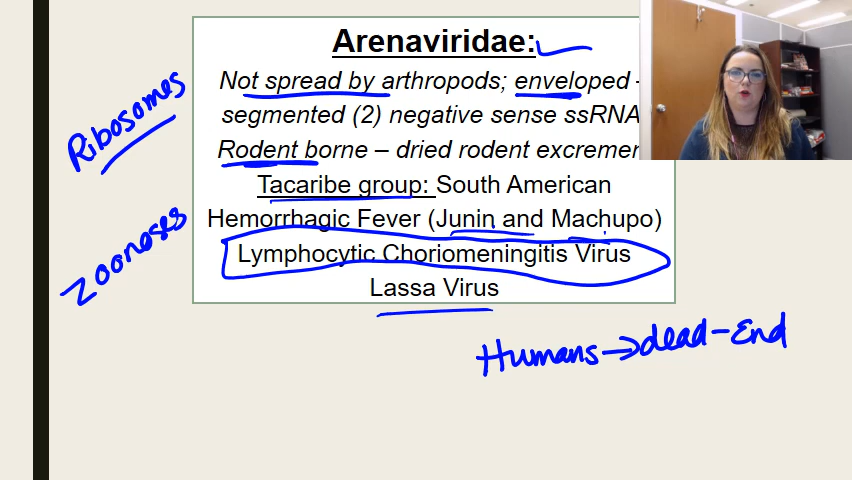 Arenaviridae:
Not spread by arthropods; enveloped -
segmented (2) negative sense ssRNA
Rodent borne – dried rodent excremen
Tacaribe group: South American
Hemorrhagic Fever (Junin and Machupo)
Lymphocytic Choriomeningitis Virus
Lassa Virus
Ribosomes
Zoonoses
Humans → dead-End